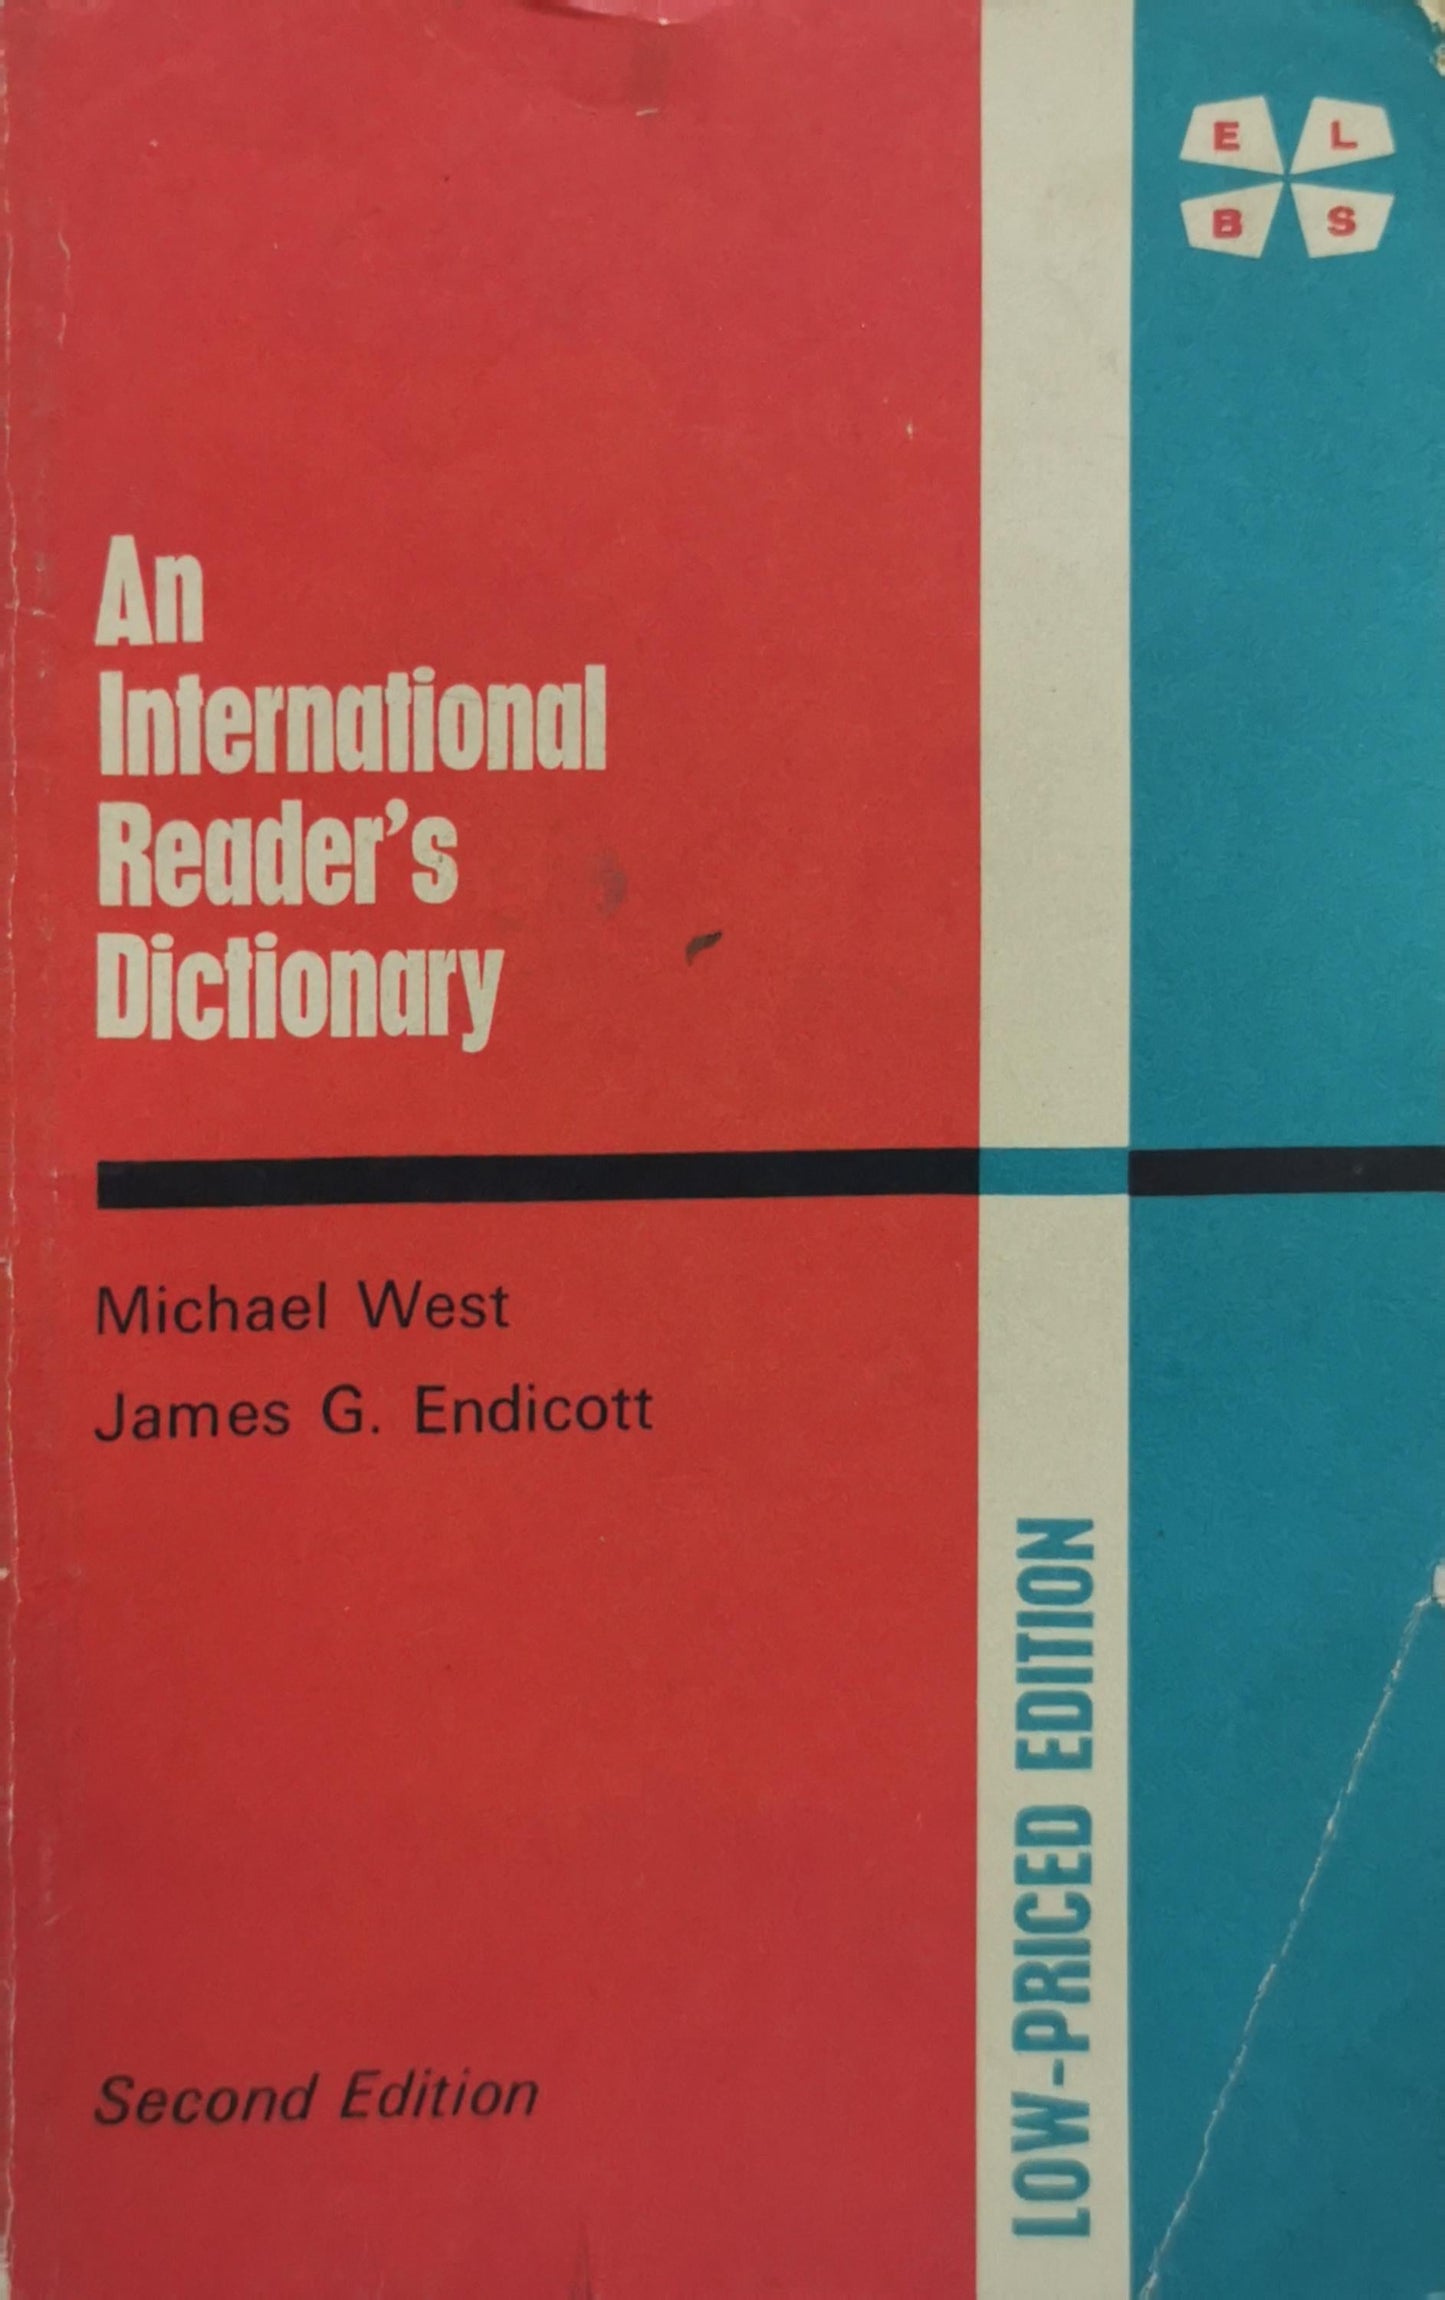 E L
B S
An
International
Reader's
Dictionary
Michael West
James G. Endicott
Second Edition
LOW-PRICED EDITION